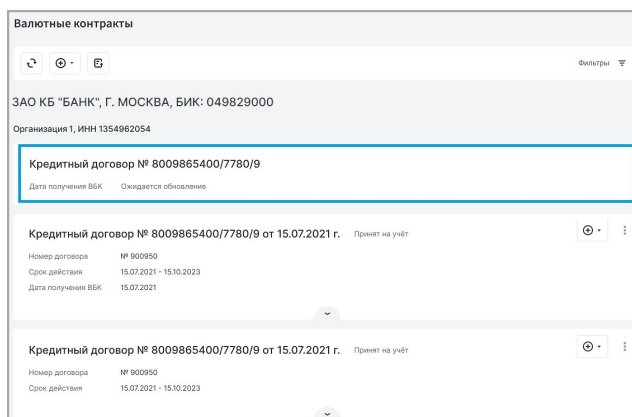 Валютные контракты
Фильтры
ЗАО КБ "БАНК", Г. МОСКВА, БИК: 049829000
Организация 1, ИНН 1354962054
Кредитный договор № 8009865400/7780/9
Дата получения ВБК Ожидается обновление
Кредитный договор № 8009865400/7780/9 от 15.07.2021 г. Принят на учёт
Номер договора № 900950
Срок действия 15.07.2021 - 15.10.2023
Дата получения ВБК 15.07.2021
Кредитный договор № 8009865400/7780/9 от 15.07.2021 г. Принят на учёт
Номер договора № 900950
Срок действия 15.07.2021 - 15.10.2023